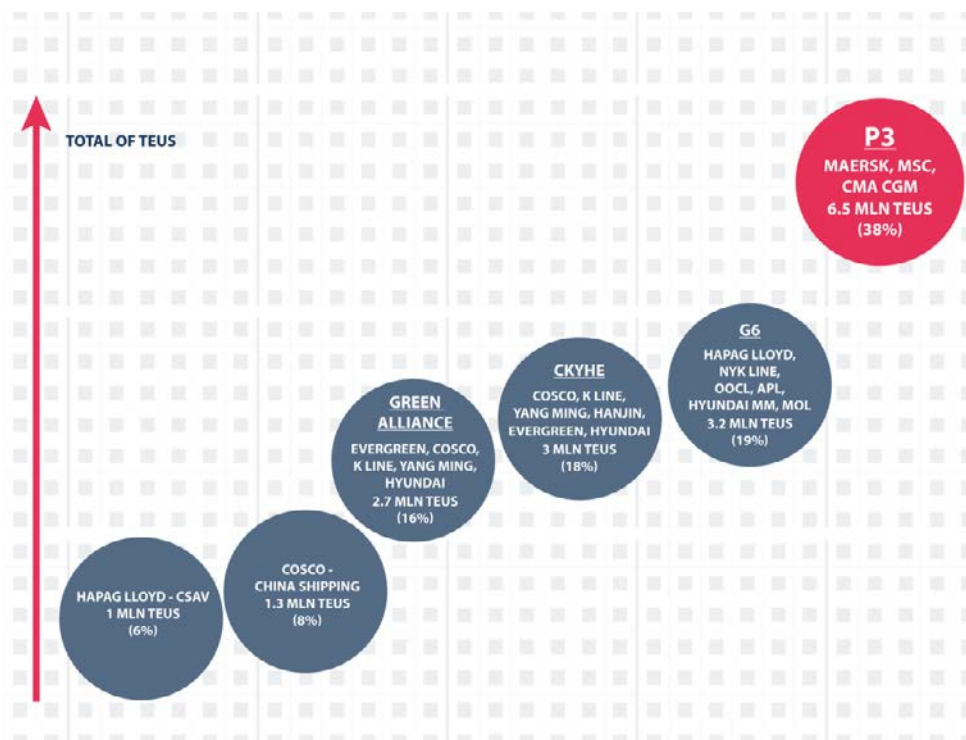 TOTAL OF TEUS
P3
MAERSK, MSC,
CMA CGM
6.5 MLN TEUS
(38%)
G6
HAPAG LLOYD,
NYK LINE,
OOCL, APL,
HYUNDAI MM, MOL
3.2 MLN TEUS
(19%)
CKYHE
COSCO, K LINE,
YANG MING, HANJIN,
EVERGREEN, HYUNDAI
3 MLN TEUS
(18%)
GREEN
ALLIANCE
EVERGREEN, COSCO,
K LINE, YANG MING,
HYUNDAI
2.7 MLN TEUS
(16%)
COSCO -
CHINA SHIPPING
1.3 MLN TEUS
(8%)
HAPAG LLOYD - CSAV
1 MLN TEUS
(6%)